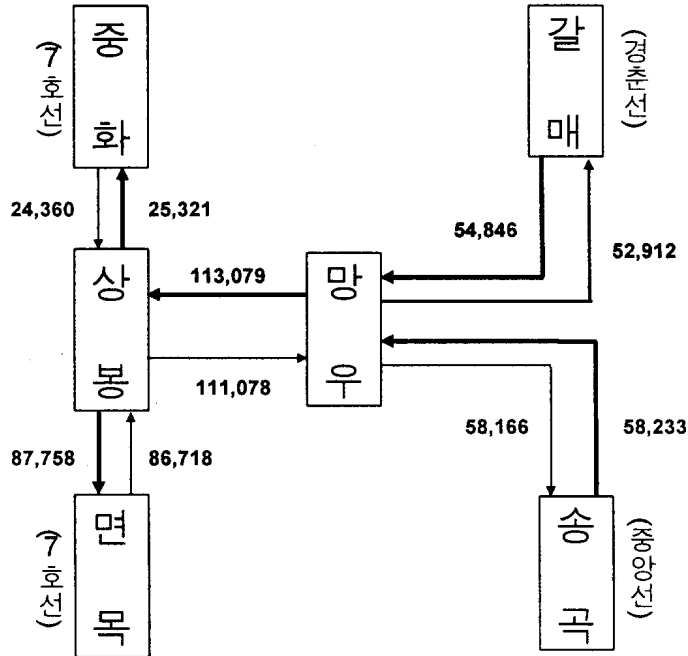 (7호선)
중화
갈매
(경춘선)
24,360
25,321
54,846
52,912
상봉
113,079
망우
111,078
58,166
58,233
87,758
86,718
(7호선)
면목
송곡
(중앙선)